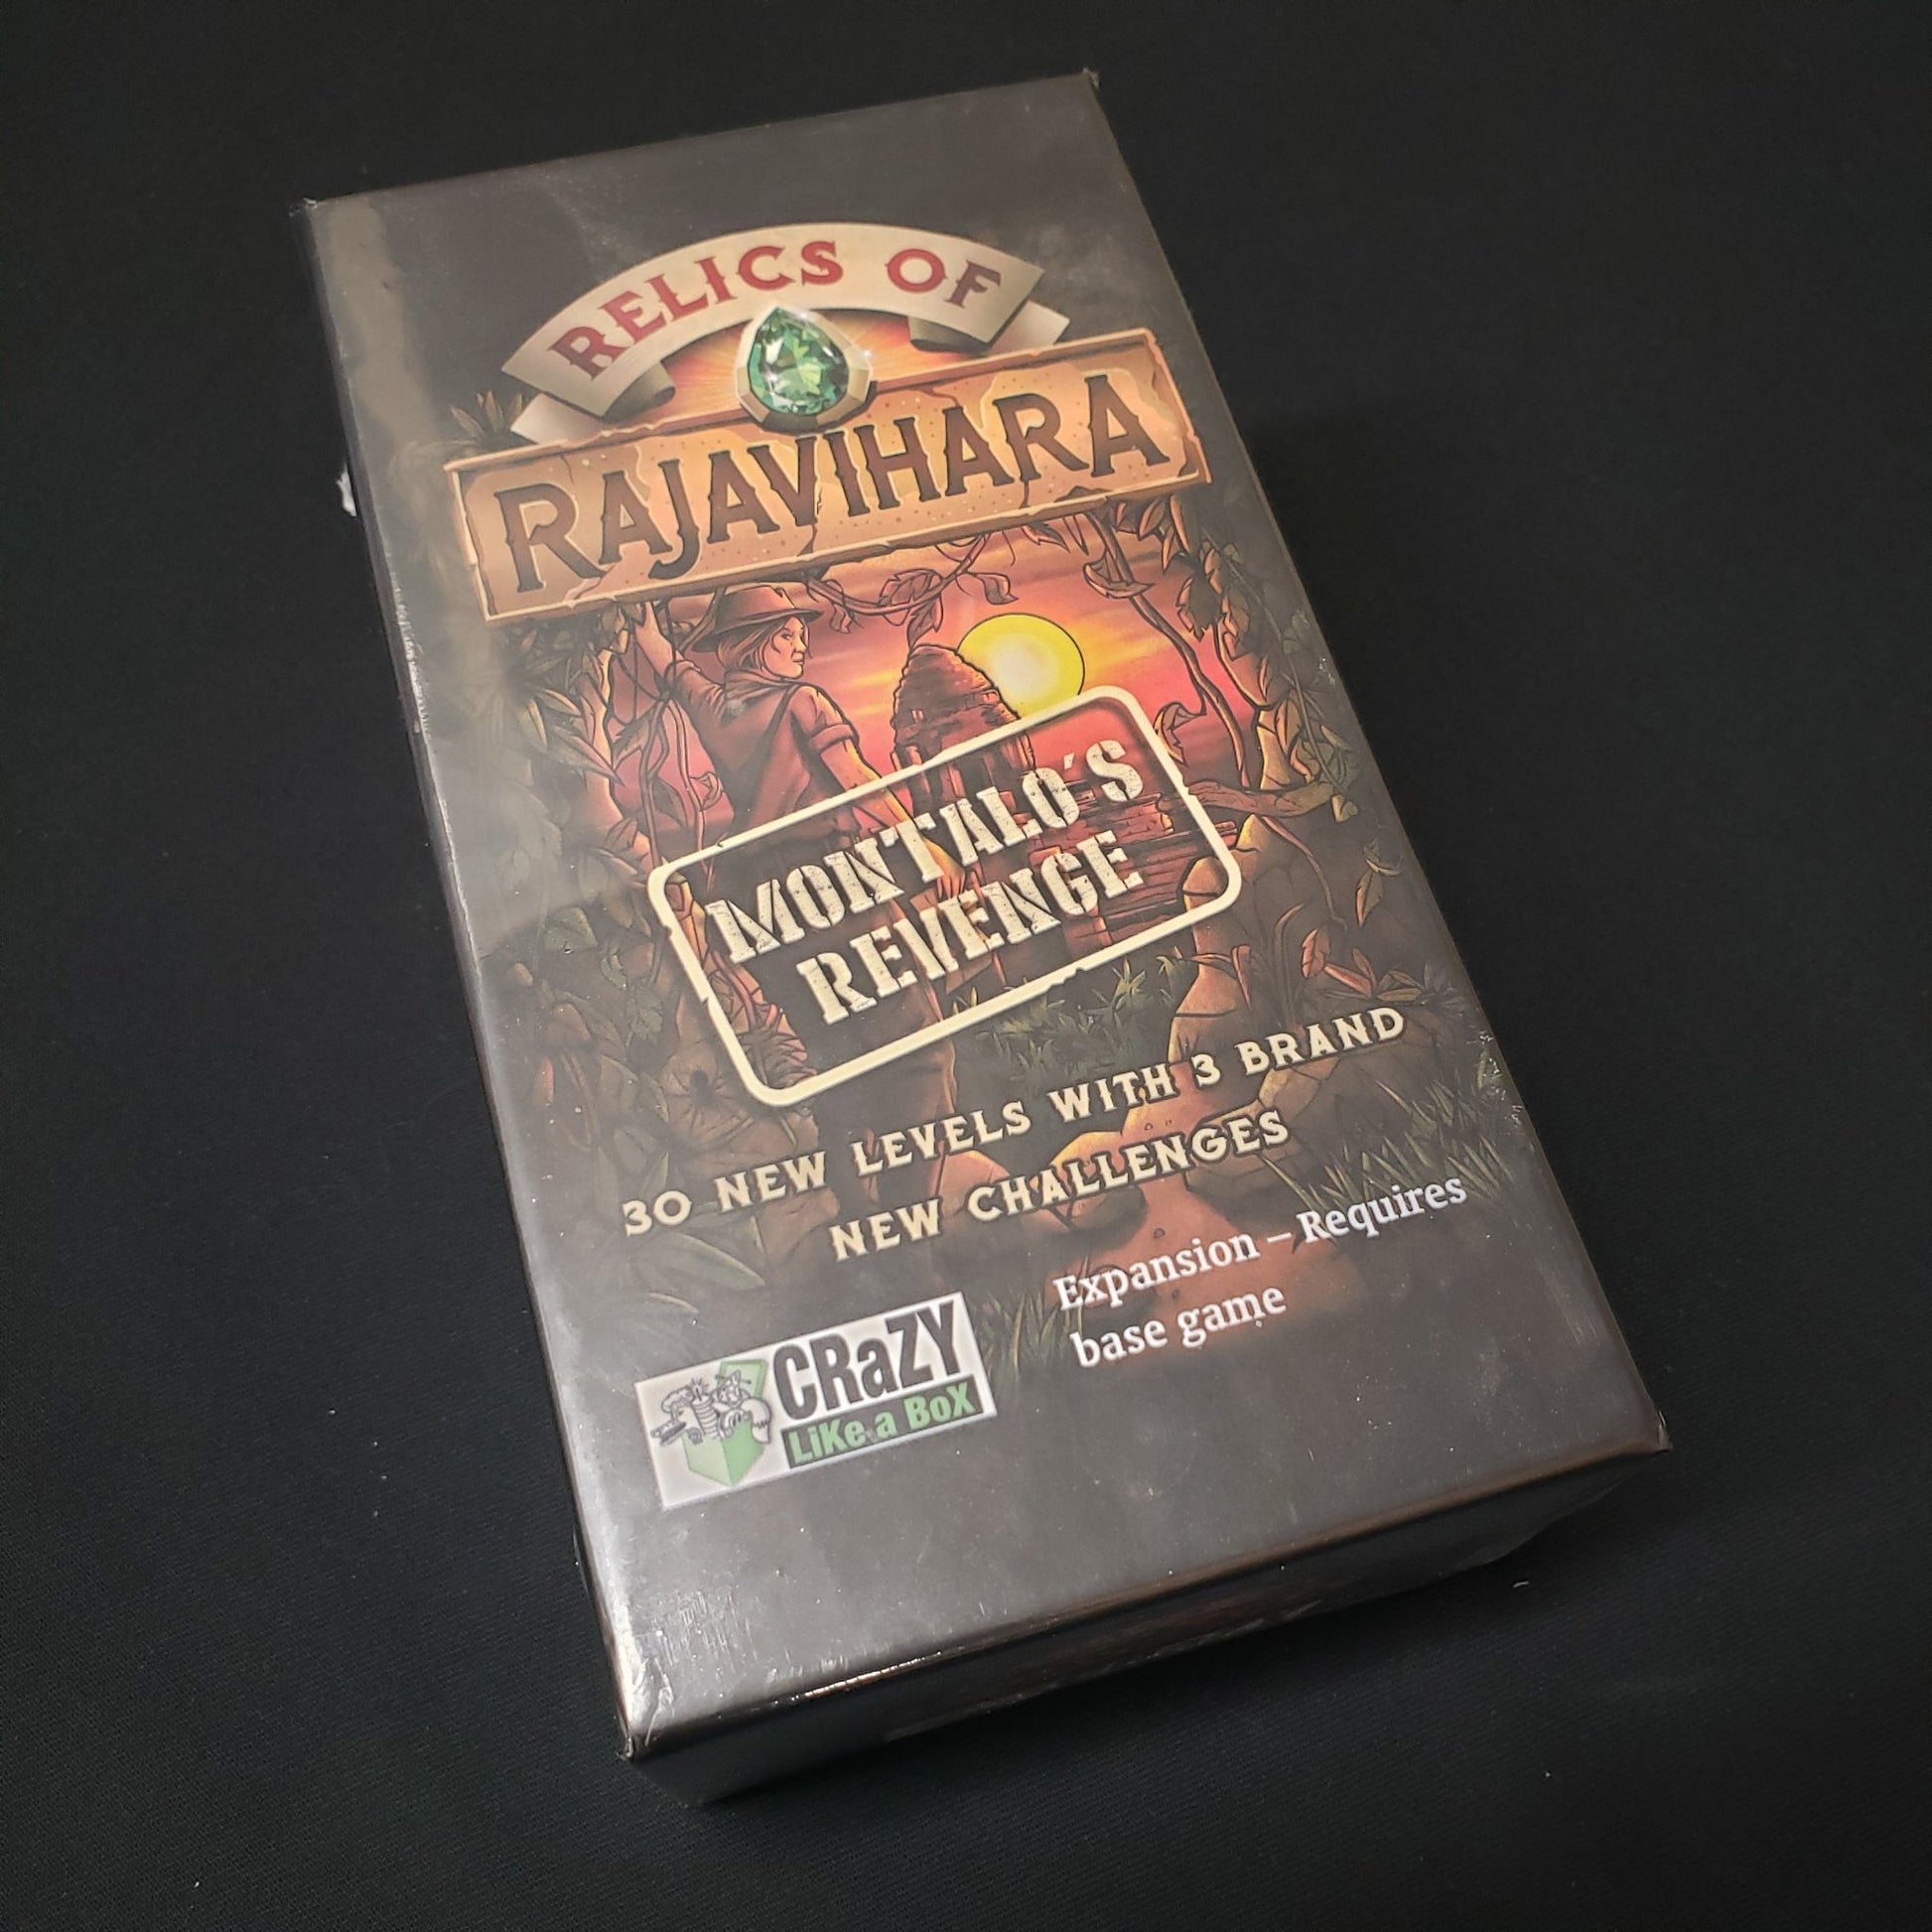 RELICS OF
RAJAVIHARA
MONTALO'S
REVENGE
30 NEW LEVELS WITH 3 BRAND
NEW CHALLENGES
Expansion – Requires
base game
CRaZY
LiKe a BoX